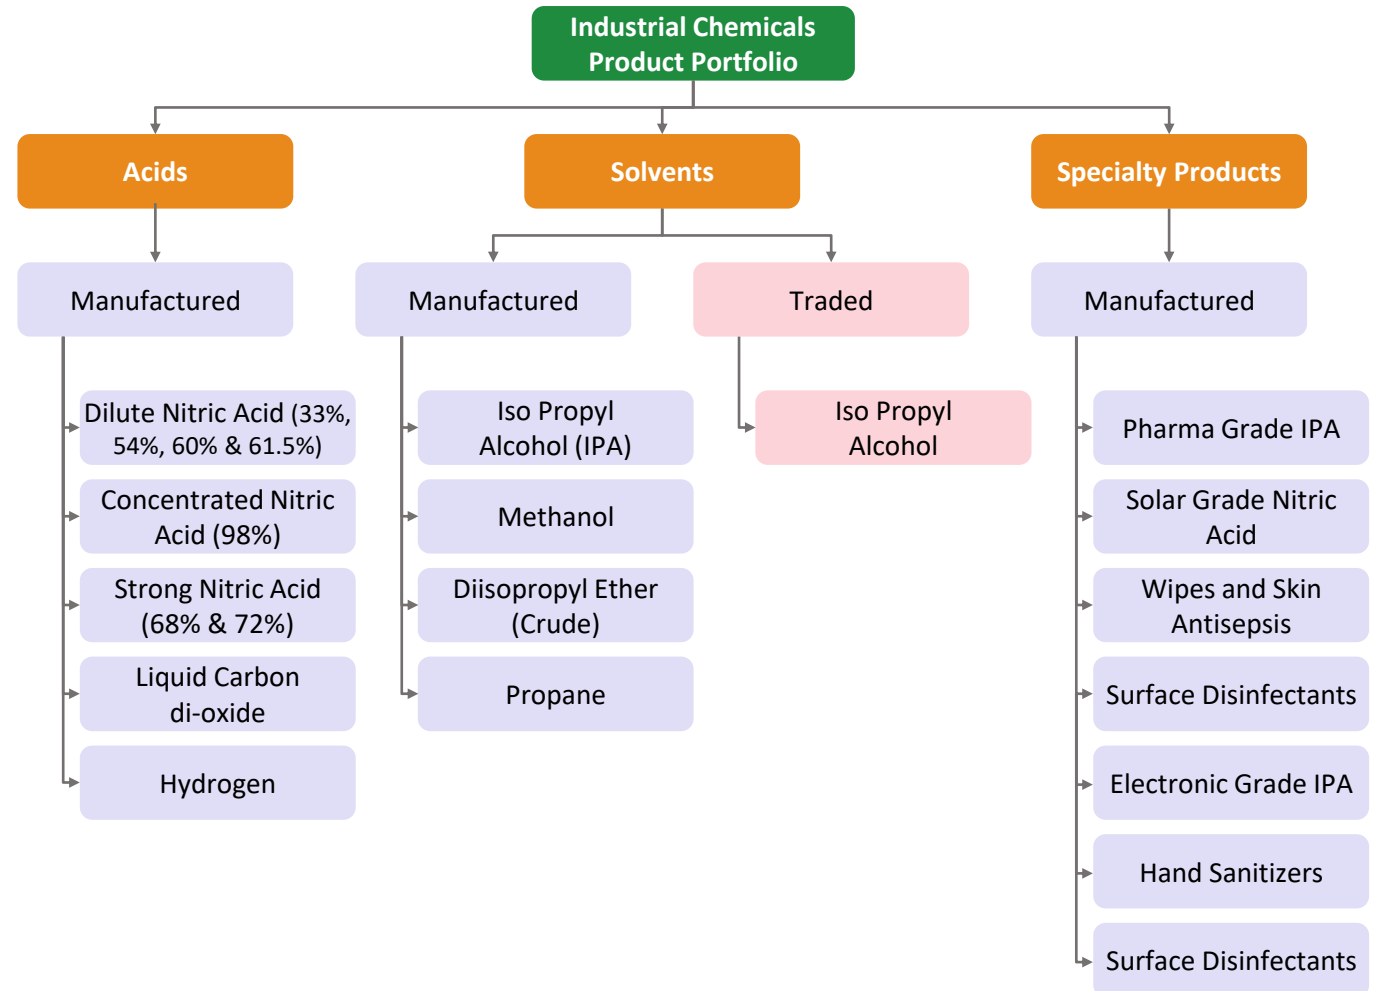 Industrial Chemicals
Product Portfolio
Acids
Solvents
Specialty Products
Manufactured
Manufactured
Traded
Manufactured
Dilute Nitric Acid (33%,
54%, 60% & 61.5%)
Concentrated Nitric
Acid (98%)
Strong Nitric Acid
(68% & 72%)
Liquid Carbon
di-oxide
Hydrogen
Iso Propyl
Alcohol (IPA)
Methanol
Diisopropyl Ether
(Crude)
Propane
Iso Propyl
Alcohol
Pharma Grade IPA
Solar Grade Nitric
Acid
Wipes and Skin
Antisepsis
Surface Disinfectants
Electronic Grade IPA
Hand Sanitizers
Surface Disinfectants